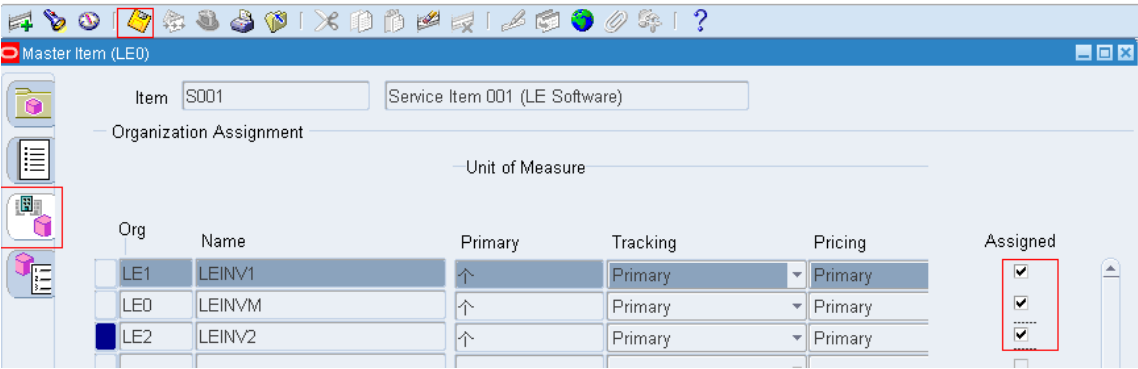 Master Item (LE0)
Item S001 Service Item 001 (LE Software)
Organization Assignment
Unit of Measure
Org Name Primary Tracking Pricing Assigned
LE1 LEINV1 个 Primary Primary
LE0 LEINVM 个 Primary Primary
LE2 LEINV2 个 Primary Primary